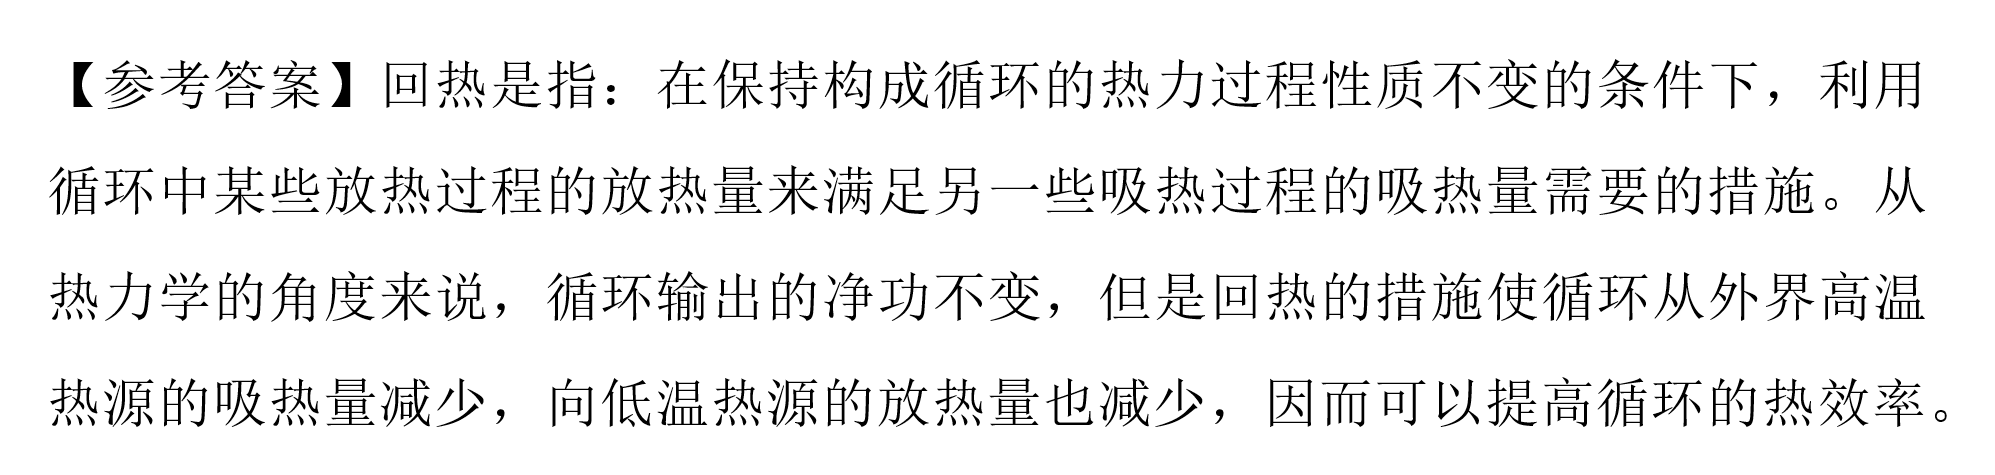 【参考答案】回热是指：在保持构成循环的热力过程性质不变的条件下，利用
循环中某些放热过程的放热量来满足另一些吸热过程的吸热量需要的措施。从
热力学的角度来说，循环输出的净功不变，但是回热的措施使循环从外界高温
热源的吸热量减少，向低温热源的放热量也减少，因而可以提高循环的热效率。